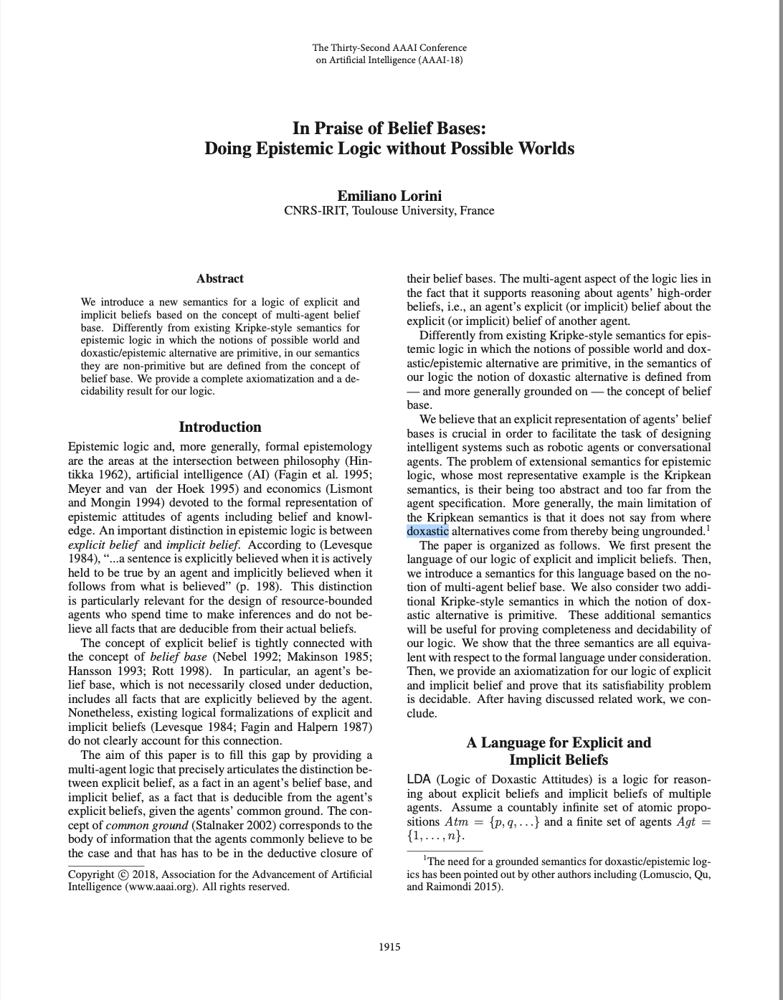 The Thirty-Second AAAI Conference
on Artificial Intelligence (AAAI-18)
In Praise of Belief Bases:
Doing Epistemic Logic without Possible Worlds
Emiliano Lorini
CNRS-IRIT, Toulouse University, France
Abstract
We introduce a new semantics for a logic of explicit and
implicit beliefs based on the concept of multi-agent belief
base. Differently from existing Kripke-style semantics for
epistemic logic in which the notions of possible world and
doxastic/epistemic alternative are primitive, in our semantics
they are non-primitive but are defined from the concept of
belief base. We provide a complete axiomatization and a de-
cidability result for our logic.
Introduction
Epistemic logic and, more generally, formal epistemology
are the areas at the intersection between philosophy (Hin-
tikka 1962), artificial intelligence (AI) (Fagin et al. 1995;
Meyer and van der Hoek 1995) and economics (Lismont
and Mongin 1994) devoted to the formal representation of
epistemic attitudes of agents including belief and knowl-
edge. An important distinction in epistemic logic is between
explicit belief and implicit belief. According to (Levesque
1984), “...a sentence is explicitly believed when it is actively
held to be true by an agent and implicitly believed when it
follows from what is believed” (p. 198). This distinction
is particularly relevant for the design of resource-bounded
agents who spend time to make inferences and do not be-
lieve all facts that are deducible from their actual beliefs.
The concept of explicit belief is tightly connected with
the concept of belief base (Nebel 1992; Makinson 1985;
Hansson 1993; Rott 1998). In particular, an agent’s be-
lief base, which is not necessarily closed under deduction,
includes all facts that are explicitly believed by the agent.
Nonetheless, existing logical formalizations of explicit and
implicit beliefs (Levesque 1984; Fagin and Halpern 1987)
do not clearly account for this connection.
The aim of this paper is to fill this gap by providing a
multi-agent logic that precisely articulates the distinction be-
tween explicit belief, as a fact in an agent’s belief base, and
implicit belief, as a fact that is deducible from the agent’s
explicit beliefs, given the agents’ common ground. The con-
cept of common ground (Stalnaker 2002) corresponds to the
body of information that the agents commonly believe to be
the case and that has has to be in the deductive closure of
Copyright © 2018, Association for the Advancement of Artificial
Intelligence (www.aaai.org). All rights reserved.
their belief bases. The multi-agent aspect of the logic lies in
the fact that it supports reasoning about agents’ high-order
beliefs, i.e., an agent’s explicit (or implicit) belief about the
explicit (or implicit) belief of another agent.
Differently from existing Kripke-style semantics for epis-
temic logic in which the notions of possible world and dox-
astic/epistemic alternative are primitive, in the semantics of
our logic the notion of doxastic alternative is defined from
— and more generally grounded on — the concept of belief
base.
We believe that an explicit representation of agents’ belief
bases is crucial in order to facilitate the task of designing
intelligent systems such as robotic agents or conversational
agents. The problem of extensional semantics for epistemic
logic, whose most representative example is the Kripkean
semantics, is their being too abstract and too far from the
agent specification. More generally, the main limitation of
the Kripkean semantics is that it does not say from where
doxastic alternatives come from thereby being ungrounded.¹
The paper is organized as follows. We first present the
language of our logic of explicit and implicit beliefs. Then,
we introduce a semantics for this language based on the no-
tion of multi-agent belief base. We also consider two addi-
tional Kripke-style semantics in which the notion of dox-
astic alternative is primitive. These additional semantics
will be useful for proving completeness and decidability of
our logic. We show that the three semantics are all equiva-
lent with respect to the formal language under consideration.
Then, we provide an axiomatization for our logic of explicit
and implicit belief and prove that its satisfiability problem
is decidable. After having discussed related work, we con-
clude.
A Language for Explicit and
Implicit Beliefs
LDA (Logic of Doxastic Attitudes) is a logic for reason-
ing about explicit beliefs and implicit beliefs of multiple
agents. Assume a countably infinite set of atomic propo-
sitions Atm = {p, q, . . .} and a finite set of agents Agt =
{1, . . . , n}.
¹The need for a grounded semantics for doxastic/epistemic log-
ics has been pointed out by other authors including (Lomuscio, Qu,
and Raimondi 2015).
1915